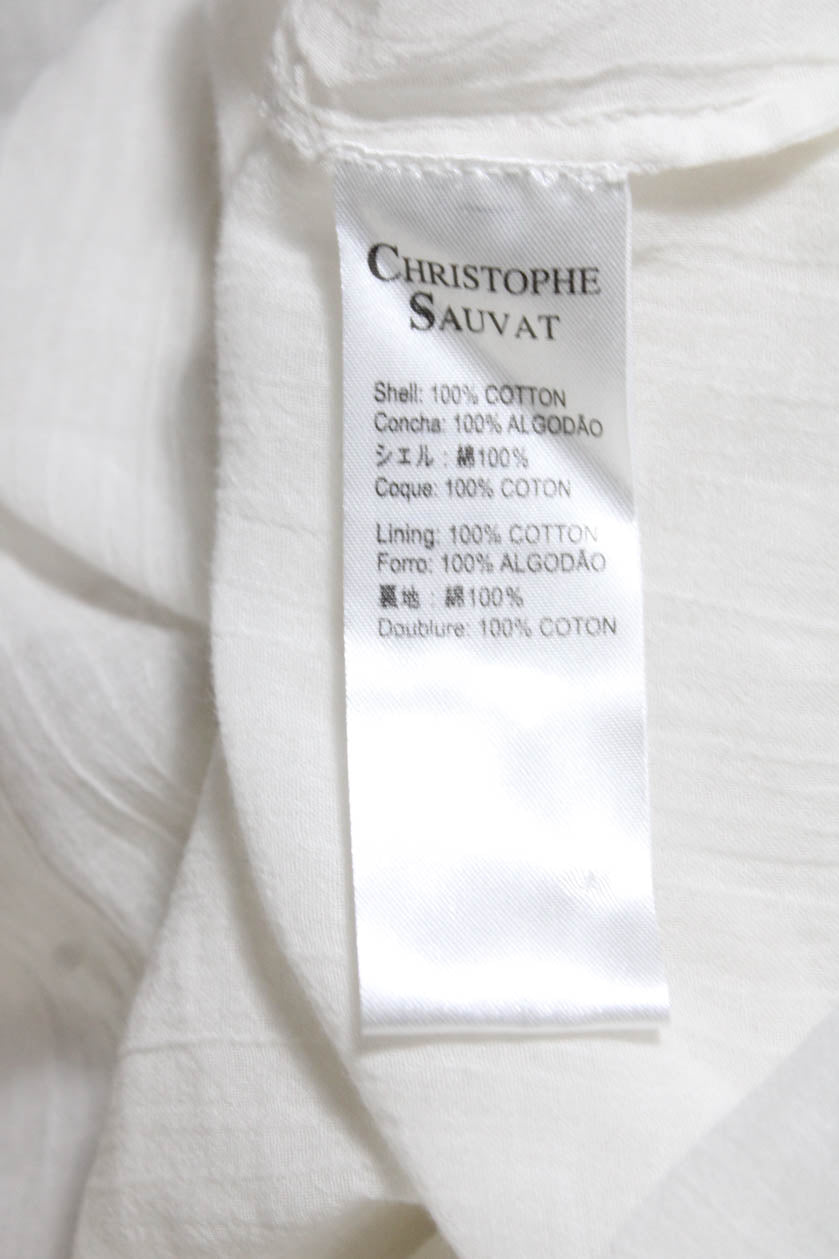 CHRISTOPHE
SAUVAT
Shell: 100% COTTON
Concha: 100% ALGODÃO
シェル : 綿100%
Coque: 100% COTON
Lining: 100% COTTON
Forro: 100% ALGODÃO
裏地 : 綿100%
Doublure: 100% COTON